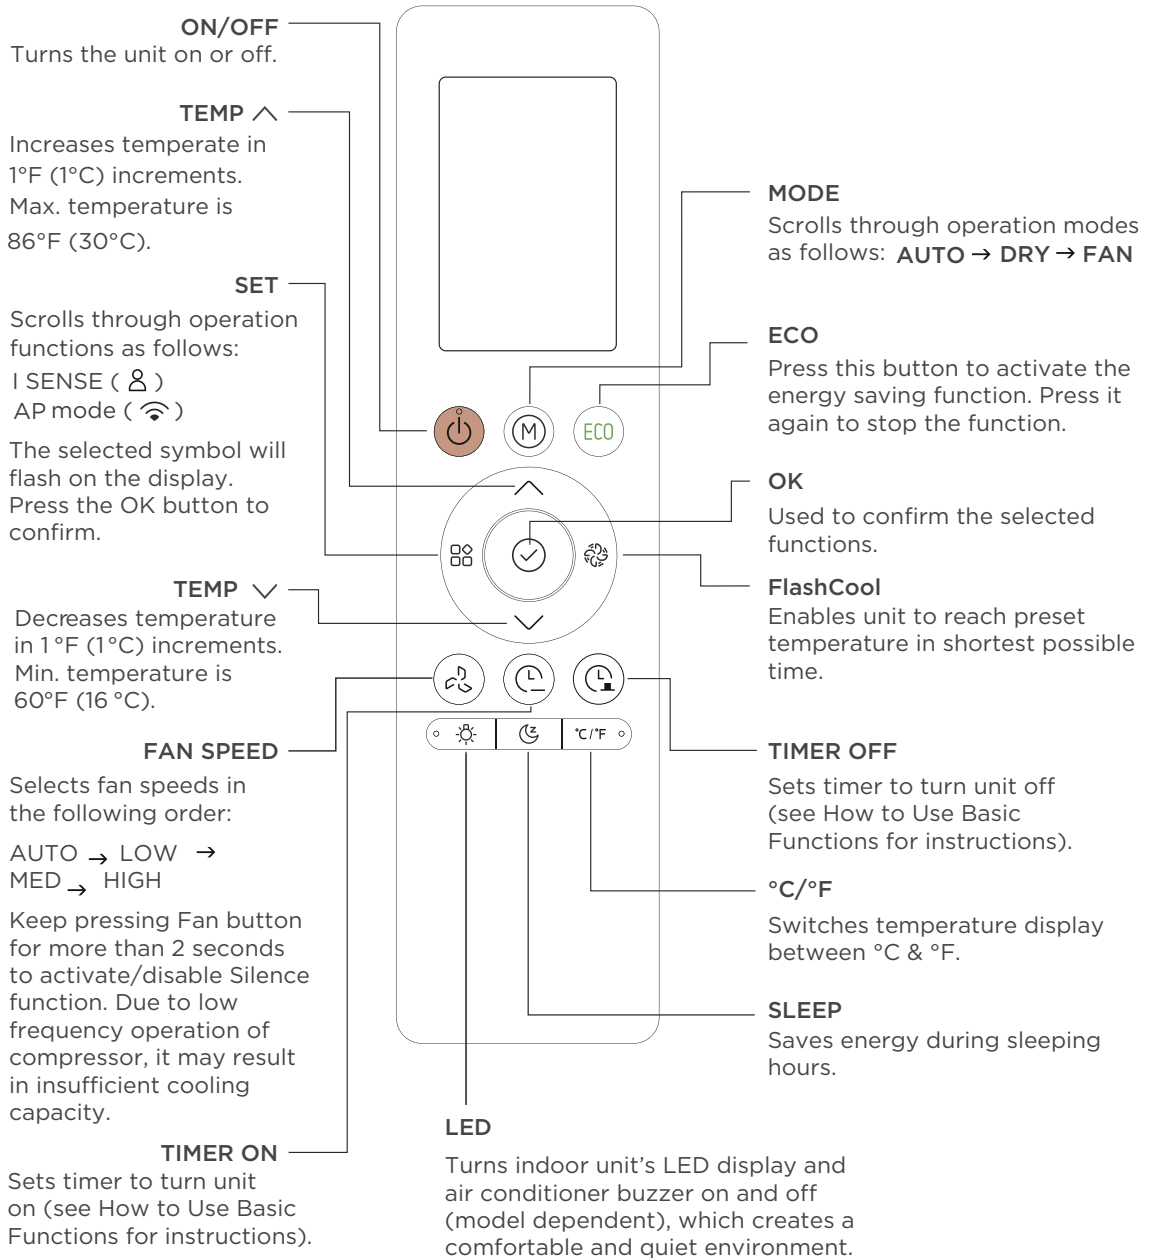 ON/OFF
Turns the unit on or off.
TEMP
Increases temperate in
1°F (1°C) increments.
Max. temperature is
86°F (30°C).
SET
Scrolls through operation
functions as follows:
I SENSE ( )
AP mode ( )
The selected symbol will
flash on the display.
Press the OK button to
confirm.
TEMP
Decreases temperature
in 1°F (1°C) increments.
Min. temperature is
60°F (16 °C).
FAN SPEED
Selects fan speeds in
the following order:
AUTO → LOW →
MED → HIGH
Keep pressing Fan button
for more than 2 seconds
to activate/disable Silence
function. Due to low
frequency operation of
compressor, it may result
in insufficient cooling
capacity.
TIMER ON
Sets timer to turn unit
on (see How to Use Basic
Functions for instructions).
M
ECO
z
°C/°F
MODE
Scrolls through operation modes
as follows: AUTO → DRY → FAN
ECO
Press this button to activate the
energy saving function. Press it
again to stop the function.
OK
Used to confirm the selected
functions.
FlashCool
Enables unit to reach preset
temperature in shortest possible
time.
TIMER OFF
Sets timer to turn unit off
(see How to Use Basic
Functions for instructions).
°C/°F
Switches temperature display
between °C & °F.
SLEEP
Saves energy during sleeping
hours.
LED
Turns indoor unit's LED display and
air conditioner buzzer on and off
(model dependent), which creates a
comfortable and quiet environment.